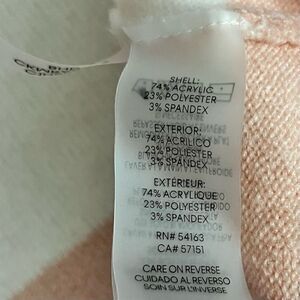 SHELL:
74% ACRYLIC
23% POLYESTER
3% SPANDEX
EXTERIOR:
74% ACRILICO
23% POLIESTER
3% SPANDEX
EXTÉRIEUR:
74% ACRYLIQUE
23% POLYESTER
3% SPANDEX
RN# 54163
CA# 57151
CARE ON REVERSE
CUIDADO AL REVERSO
SOIN SUR L'INVERSE